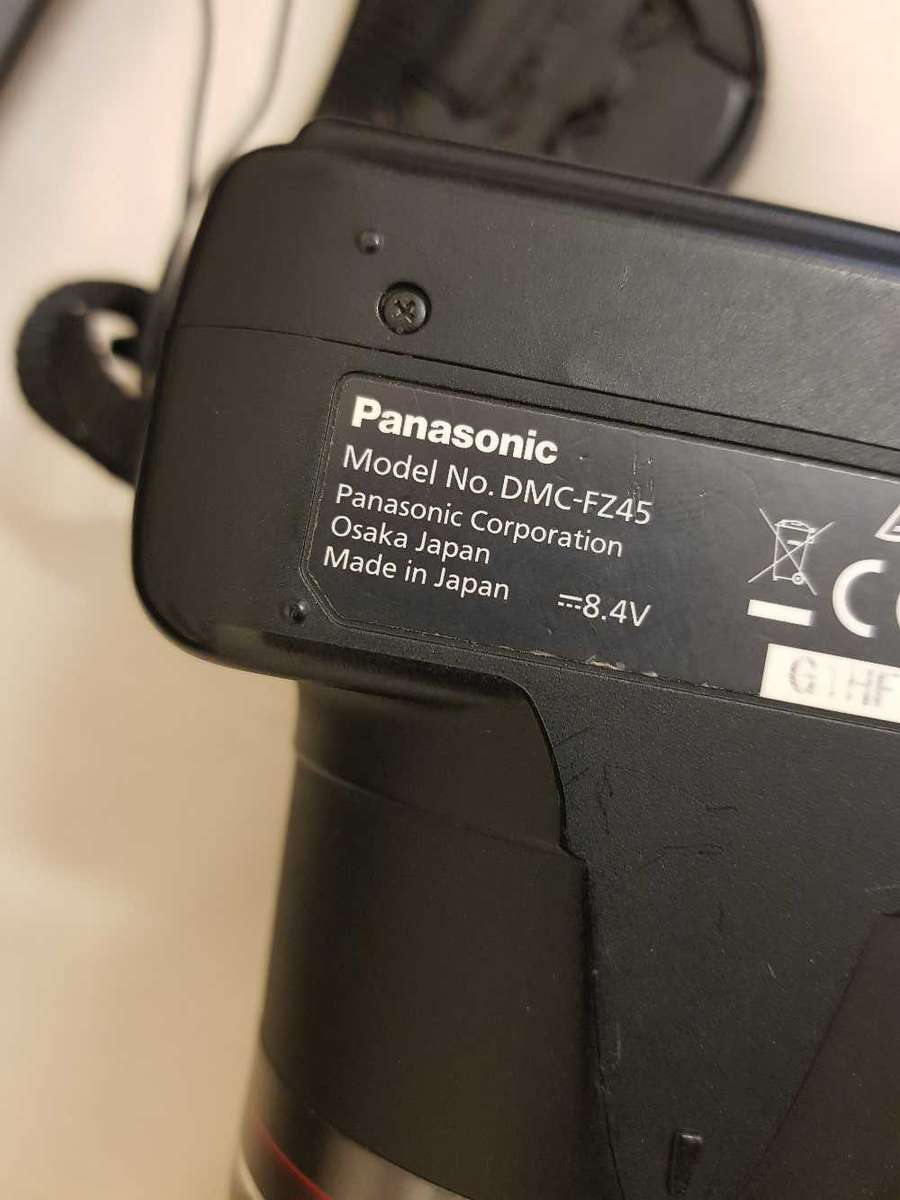 Panasonic
Model No. DMC-FZ45
Panasonic Corporation
Osaka Japan
Made in Japan
⎓8.4V